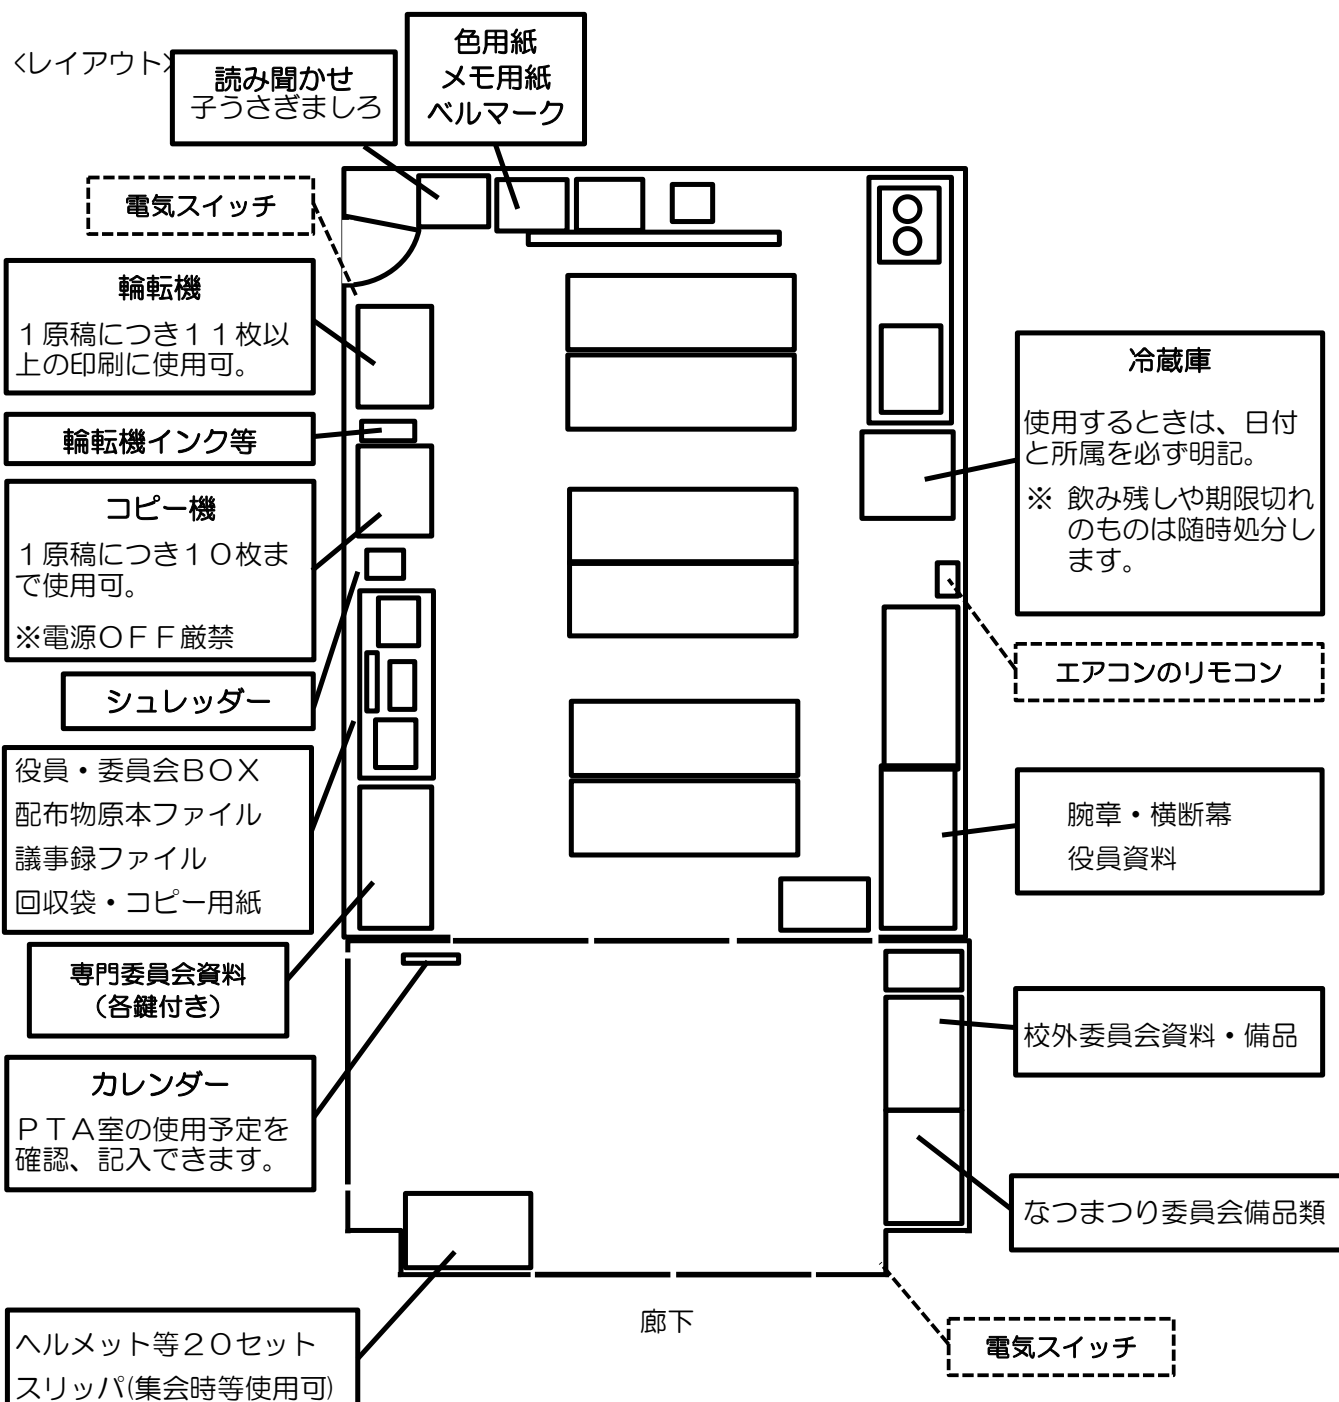 <レイアウト>
読み聞かせ
子うさぎましろ
色用紙
メモ用紙
ベルマーク
電気スイッチ
輪転機
１原稿につき１１枚以
上の印刷に使用可。
輪転機インク等
コピー機
１原稿につき１０枚ま
で使用可。
※電源ＯＦＦ厳禁
シュレッダー
役員・委員会ＢＯＸ
配布物原本ファイル
議事録ファイル
回収袋・コピー用紙
専門委員会資料
（各鍵付き）
カレンダー
ＰＴＡ室の使用予定を
確認、記入できます。
ヘルメット等２０セット
スリッパ(集会時等使用可)
冷蔵庫
使用するときは、日付
と所属を必ず明記。
※ 飲み残しや期限切れ
のものは随時処分し
ます。
エアコンのリモコン
腕章・横断幕
役員資料
校外委員会資料・備品
なつまつり委員会備品類
廊下
電気スイッチ